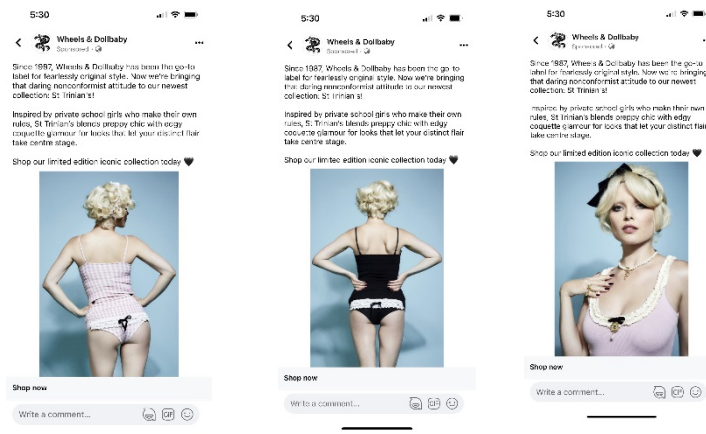 5:30
Wheels & Dollbaby
Sponsored ·
Since 1987, Wheels & Dollbaby has been the go-to
label for fearlessly original style. Now we're bringing
that daring nonconformist attitude to our newest
collection: St Trinian's!
Inspired by private school girls who make their own
rules, St Trinian's blends preppy chic with edgy
coquette glamour for looks that let your distinct flair
take centre stage.
Shop our limited edition iconic collection today
Shop now
Write a comment...
GIF
5:30
Wheels & Dollbaby
Sponsored ·
Since 1987, Wheels & Dollbaby has been the go-to
label for fearlessly original style. Now we're bringing
that daring nonconformist attitude to our newest
collection: St Trinian's!
Inspired by private school girls who make their own
rules, St Trinian's blends preppy chic with edgy
coquette glamour for looks that let your distinct flair
take centre stage.
Shop our limited edition iconic collection today
Shop now
Write a comment...
GIF
5:30
Wheels & Dollbaby
Sponsored ·
Since 1987, Wheels & Dollbaby has been the go-to
label for fearlessly original style. Now we're bringing
that daring nonconformist attitude to our newest
collection: St Trinian's!
Inspired by private school girls who make their own
rules, St Trinian's blends preppy chic with edgy
coquette glamour for looks that let your distinct flair
take centre stage.
Shop our limited edition iconic collection today
Shop now
Write a comment...
GIF